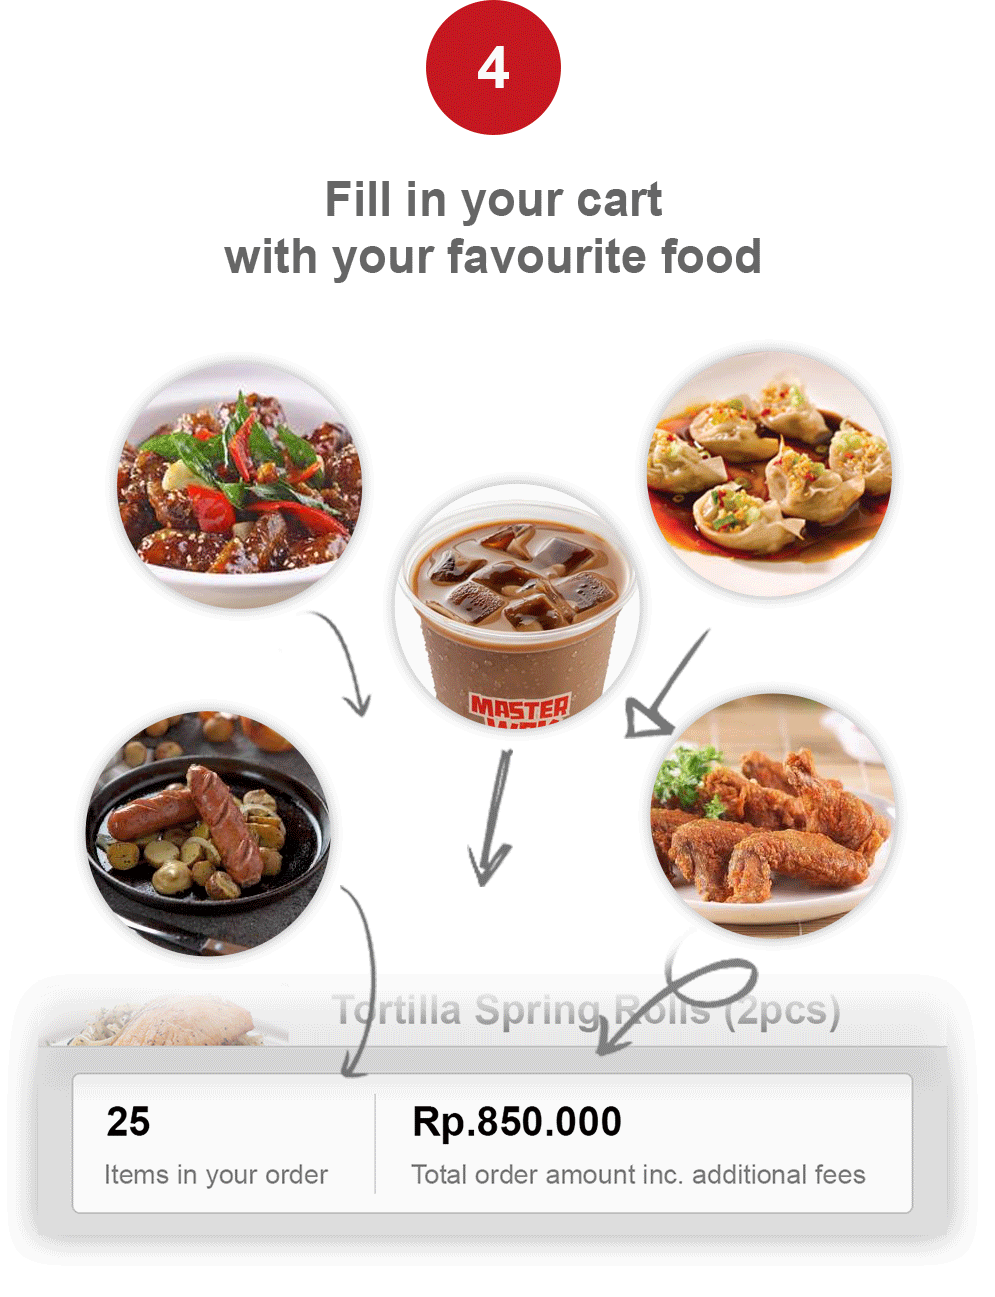 4
Fill in your cart
with your favourite food
MASTER
Tortilla Spring Rolls (2pcs)
25
Rp.850.000
Items in your order
Total order amount inc. additional fees